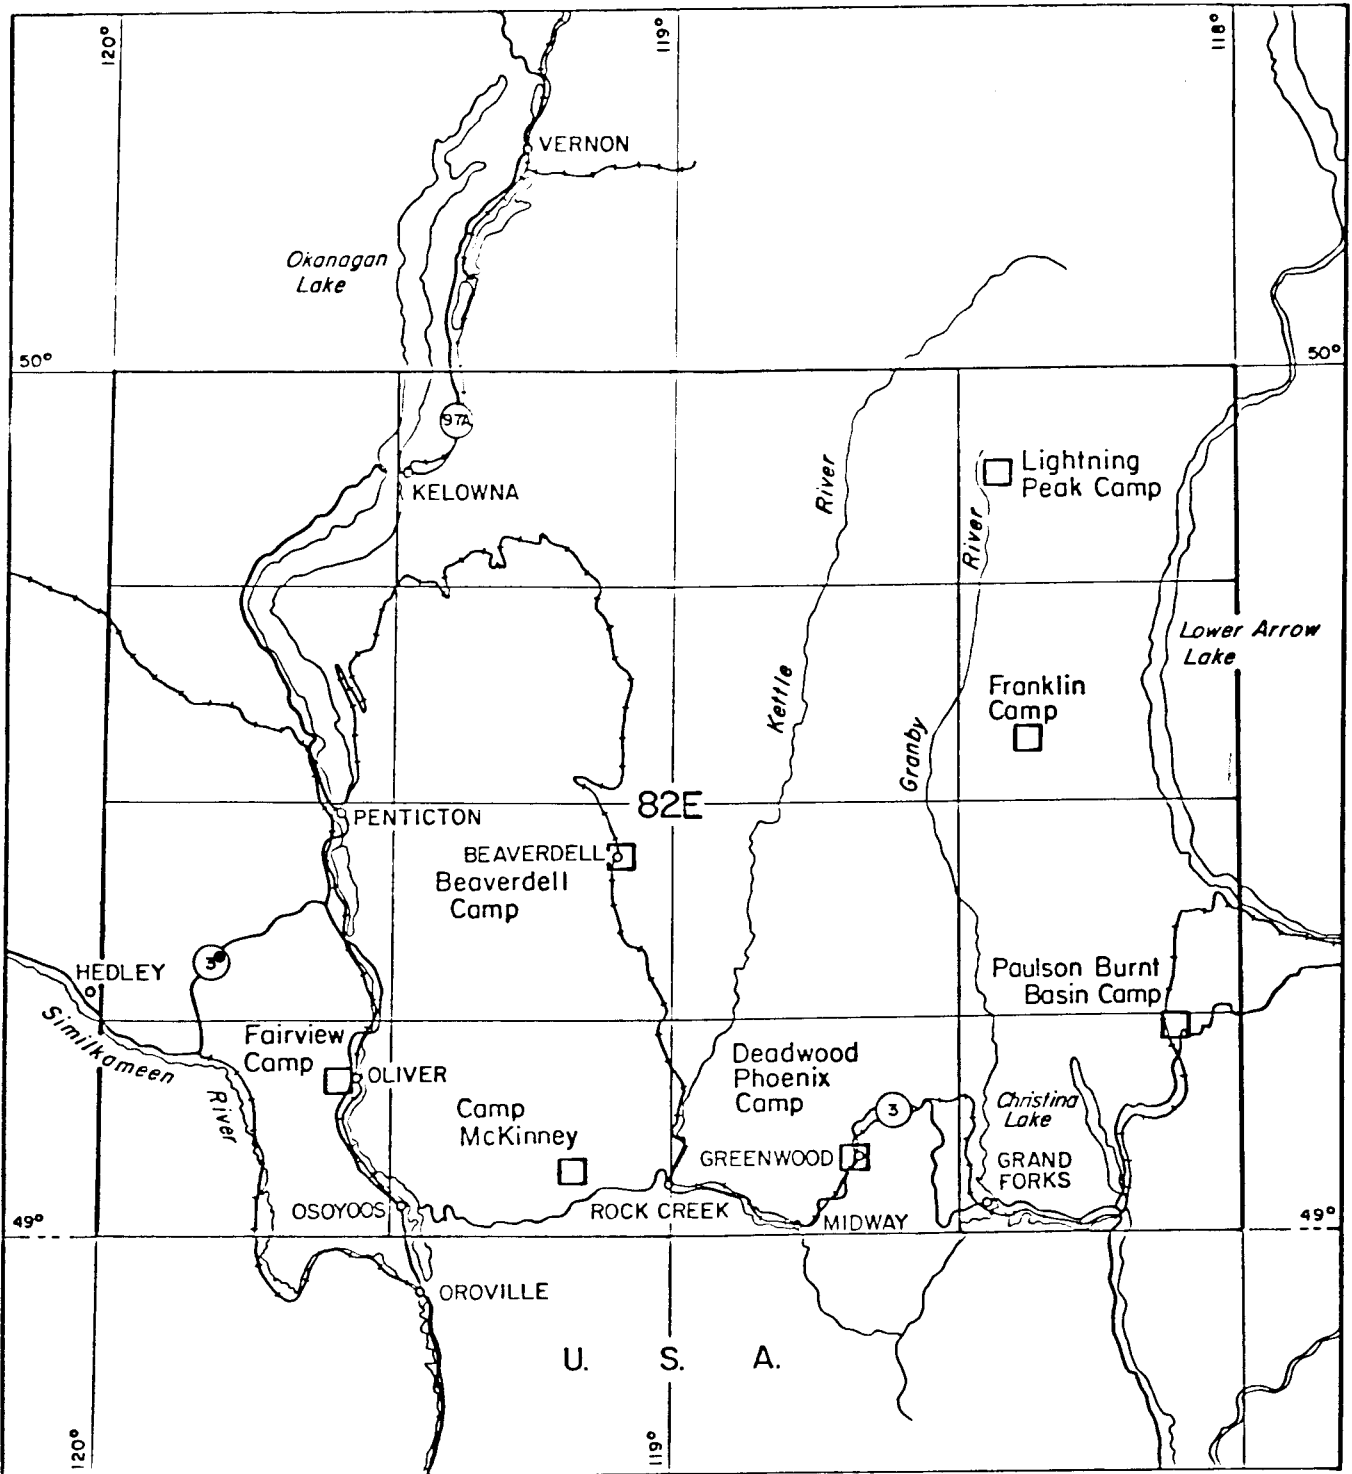 120°
119°
118°
VERNON
Okanagan
Lake
50°
50°
97A
KELOWNA
Lightning
Peak Camp
River
River
Lower Arrow
Lake
Kettle
Franklin
Camp
Granby
82E
PENTICTON
BEAVERDELL
Beaverdell
Camp
3
HEDLEY
Paulson Burnt
Basin Camp
Similkameen
River
Fairview
Camp
OLIVER
Deadwood
Phoenix
Camp
Camp
McKinney
3
Christina
Lake
GREENWOOD
GRAND
FORKS
OSOYOOS
ROCK CREEK
MIDWAY
49°
49°
OROVILLE
U. S. A.
120°
119°